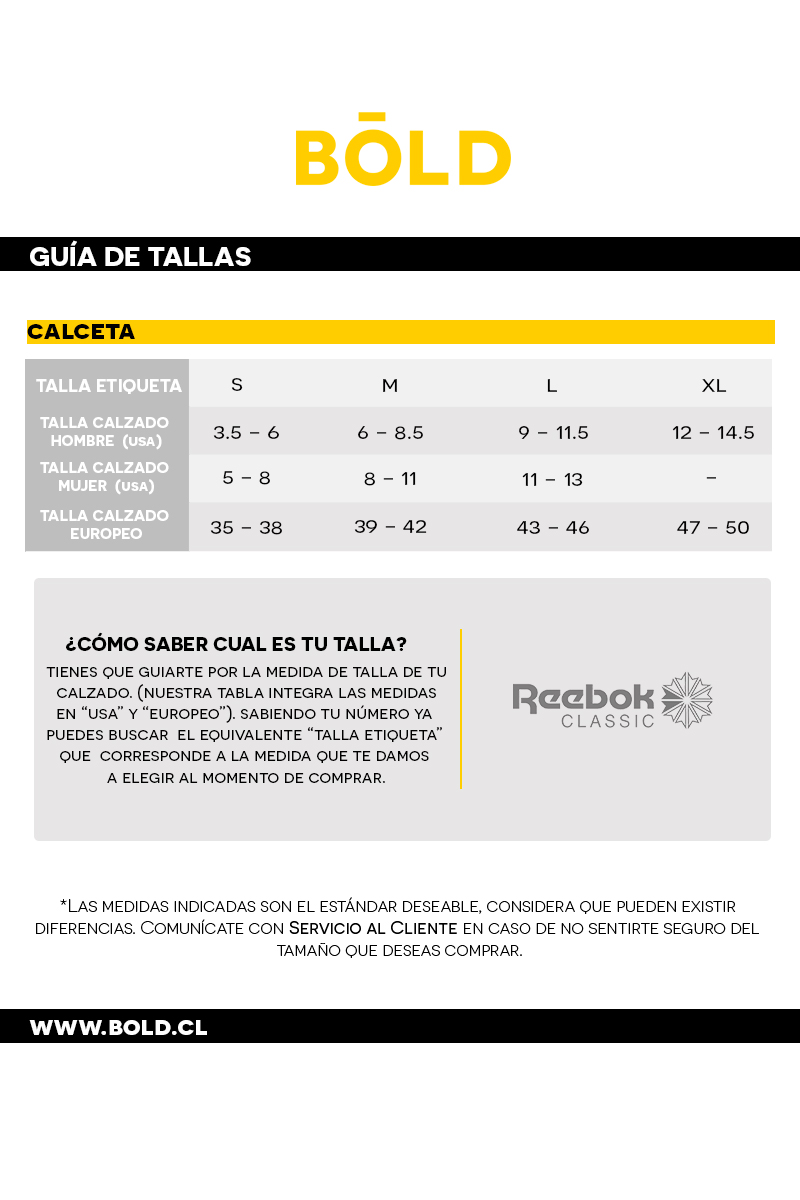 BŌLD
GUÍA DE TALLAS
CALCETA
TALLA ETIQUETA S M L XL
TALLA CALZADO
HOMBRE (USA) 3.5 – 6 6 – 8.5 9 – 11.5 12 – 14.5
TALLA CALZADO
MUJER (USA) 5 – 8 8 – 11 11 – 13 –
TALLA CALZADO
EUROPEO 35 – 38 39 – 42 43 – 46 47 – 50
¿CÓMO SABER CUAL ES TU TALLA?
TIENES QUE GUIARTE POR LA MEDIDA DE TALLA DE TU
CALZADO. (NUESTRA TABLA INTEGRA LAS MEDIDAS
EN “USA” Y “EUROPEO”). SABIENDO TU NÚMERO YA
PUEDES BUSCAR EL EQUIVALENTE “TALLA ETIQUETA”
QUE CORRESPONDE A LA MEDIDA QUE TE DAMOS
A ELEGIR AL MOMENTO DE COMPRAR.
Reebok
CLASSIC
*LAS MEDIDAS INDICADAS SON EL ESTÁNDAR DESEABLE, CONSIDERA QUE PUEDEN EXISTIR
DIFERENCIAS. COMUNÍCATE CON SERVICIO AL CLIENTE EN CASO DE NO SENTIRTE SEGURO DEL
TAMAÑO QUE DESEAS COMPRAR.
WWW.BOLD.CL